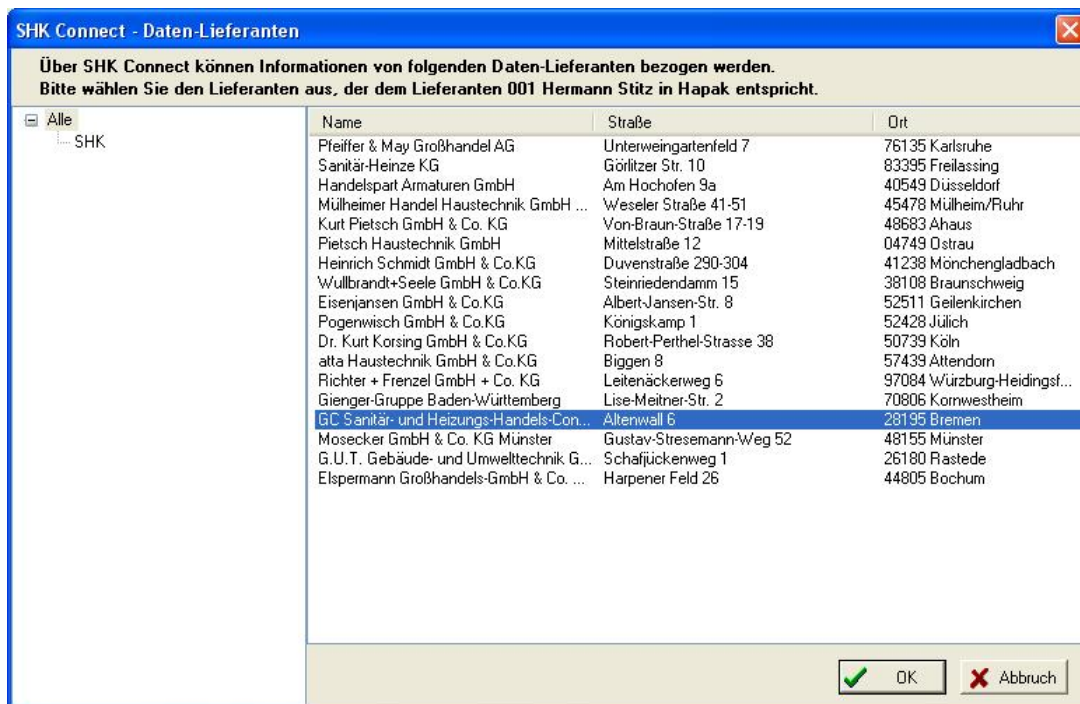 SHK Connect - Daten-Lieferanten
Über SHK Connect können Informationen von folgenden Daten-Lieferanten bezogen werden.
Bitte wählen Sie den Lieferanten aus, der dem Lieferanten 001 Hermann Stitz in Hapak entspricht.
Alle
SHK
Name Straße Ort
Pfeiffer & May Großhandel AG Unterweingartenfeld 7 76135 Karlsruhe
Sanitär-Heinze KG Görlitzer Str. 10 83395 Freilassing
Handelspart Armaturen GmbH Am Hochofen 9a 40549 Düsseldorf
Mülheimer Handel Haustechnik GmbH ... Weseler Straße 41-51 45478 Mülheim/Ruhr
Kurt Pietsch GmbH & Co. KG Von-Braun-Straße 17-19 48683 Ahaus
Pietsch Haustechnik GmbH Mittelstraße 12 04749 Ostrau
Heinrich Schmidt GmbH & Co.KG Duvenstraße 290-304 41238 Mönchengladbach
Wullbrandt+Seele GmbH & Co.KG Steinriedendamm 15 38108 Braunschweig
Eisenjansen GmbH & Co.KG Albert-Jansen-Str. 8 52511 Geilenkirchen
Pogenwisch GmbH & Co.KG Königskamp 1 52428 Jülich
Dr. Kurt Korsing GmbH & Co.KG Robert-Perthel-Strasse 38 50739 Köln
atta Haustechnik GmbH & Co.KG Biggen 8 57439 Attendorn
Richter + Frenzel GmbH + Co. KG Leitenäckerweg 6 97084 Würzburg-Heidingsf...
Gienger-Gruppe Baden-Württemberg Lise-Meitner-Str. 2 70806 Kornwestheim
GC Sanitär- und Heizungs-Handels-Con... Altenwall 6 28195 Bremen
Mosecker GmbH & Co. KG Münster Gustav-Stresemann-Weg 52 48155 Münster
G.U.T. Gebäude- und Umwelttechnik G... Schafjückenweg 1 26180 Rastede
Elspermann Großhandels-GmbH & Co. ... Harpener Feld 26 44805 Bochum
OK Abbruch